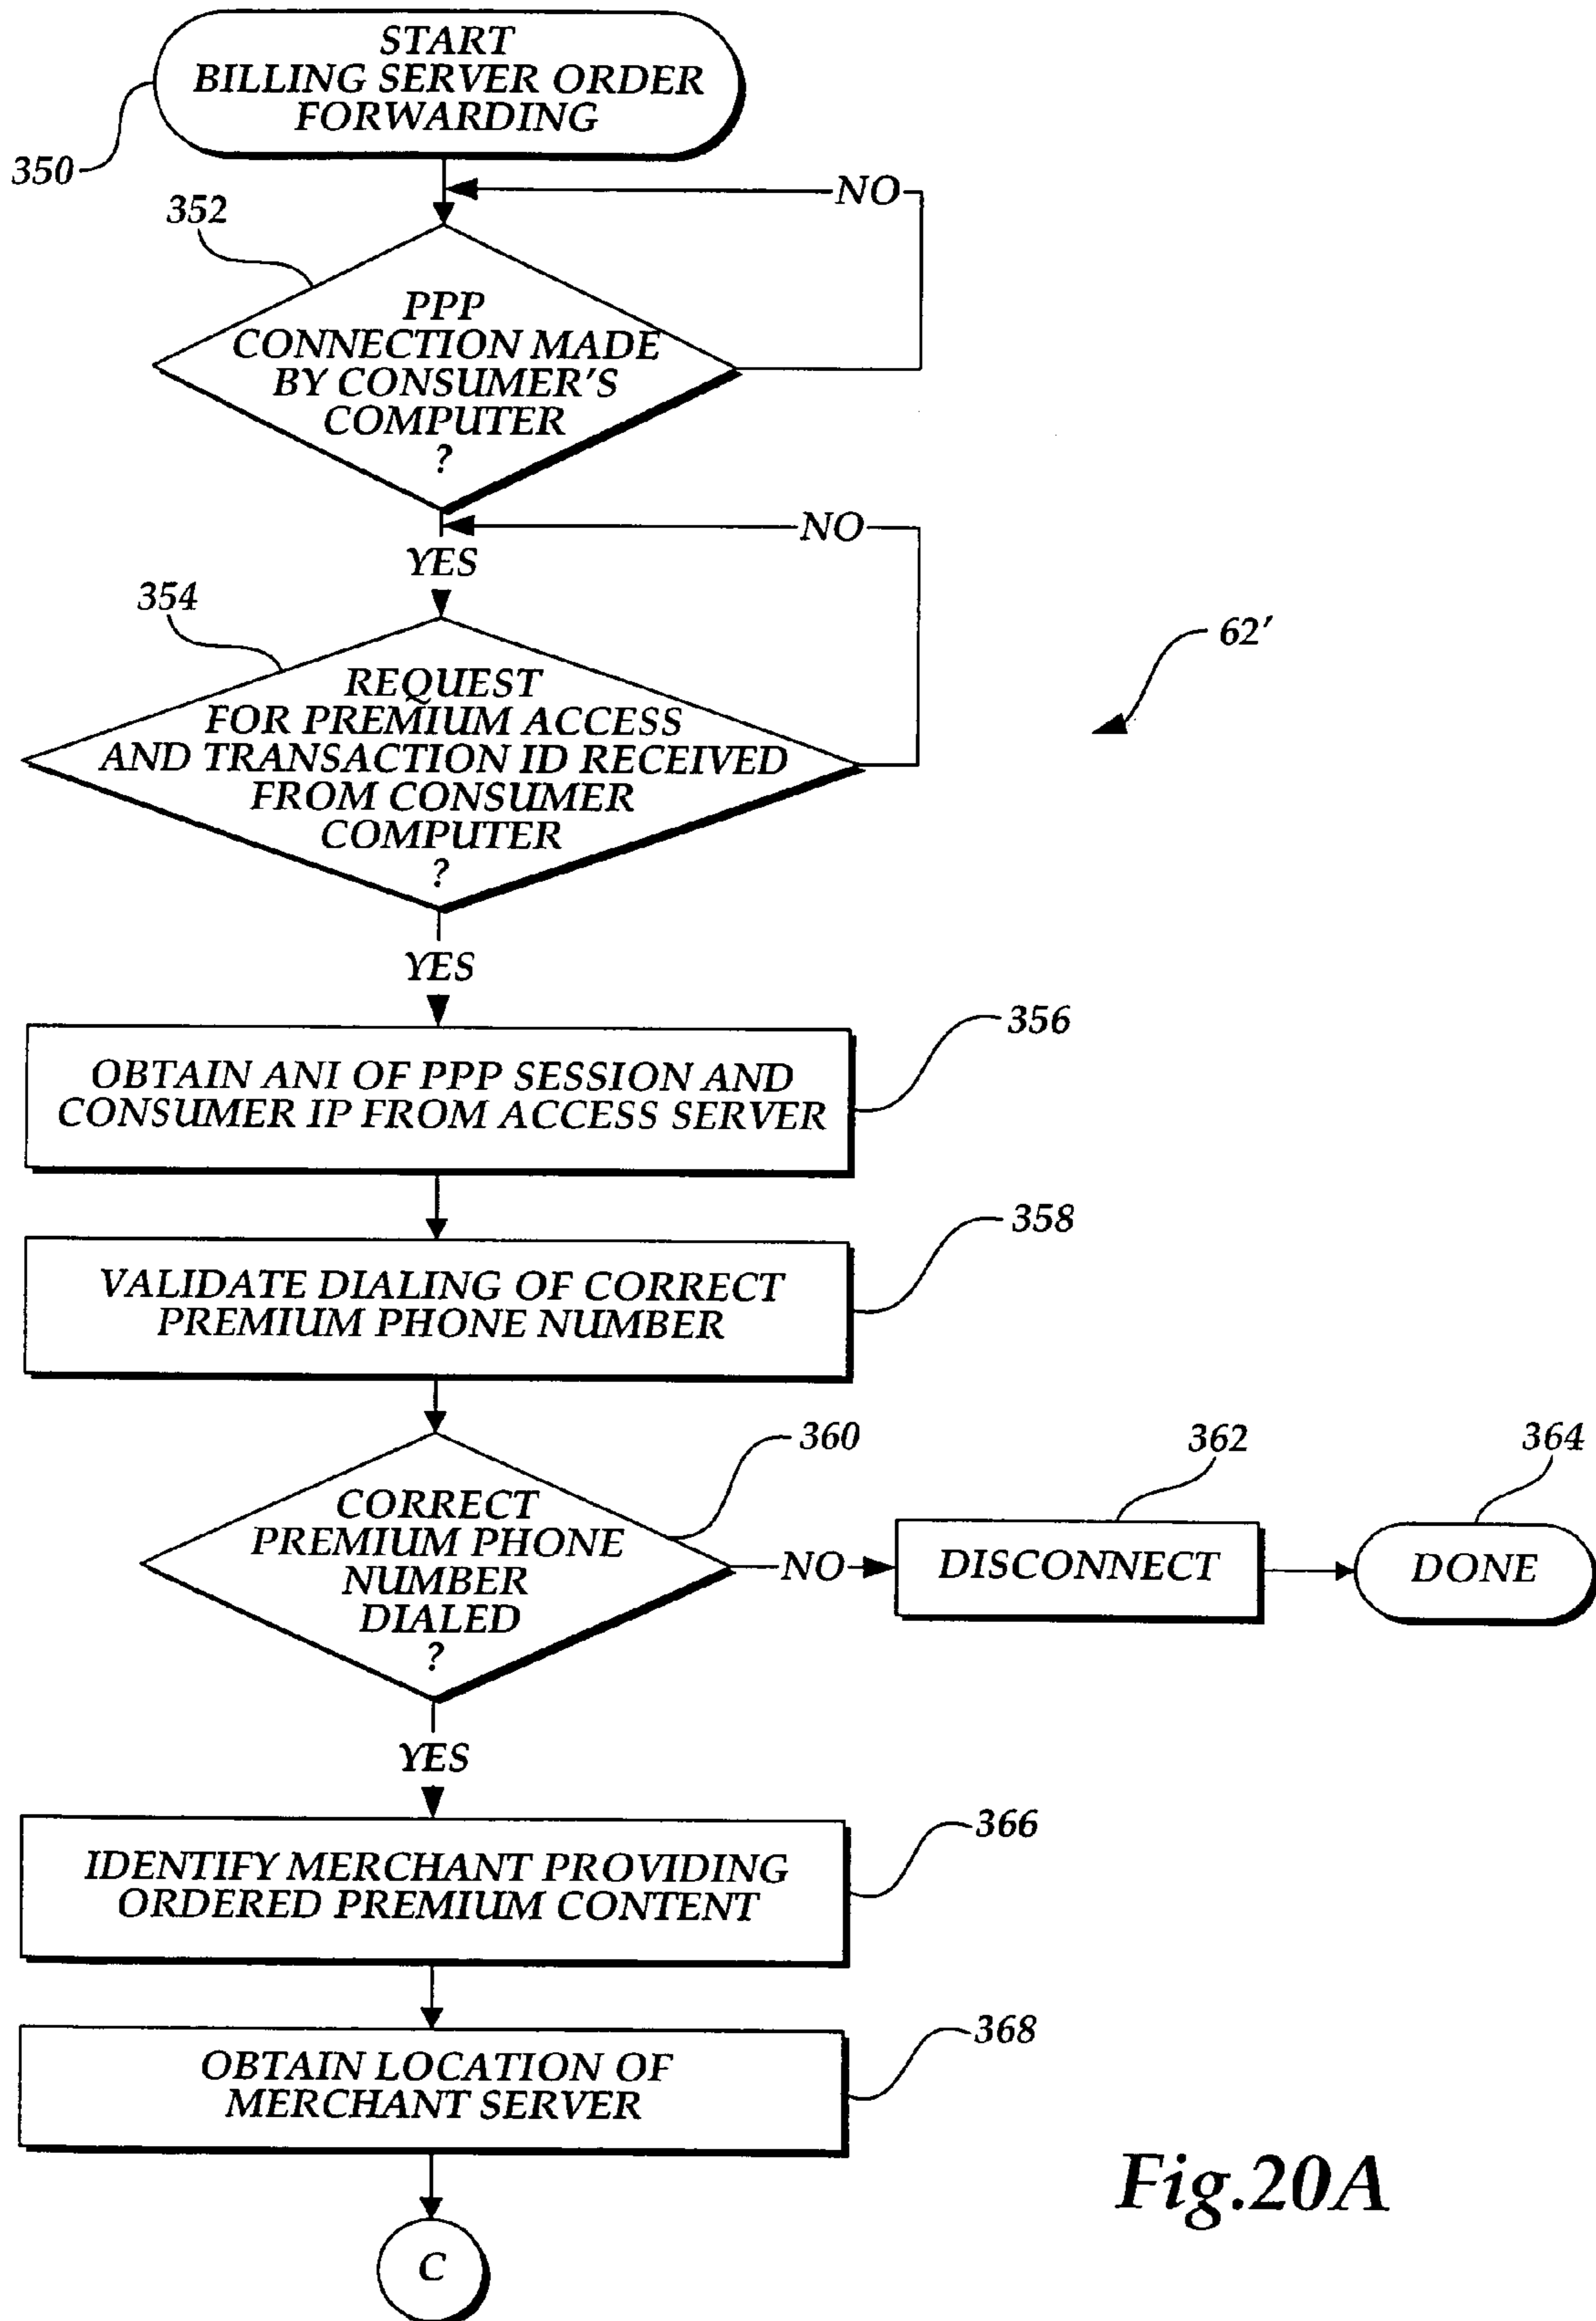 START
BILLING SERVER ORDER
FORWARDING
350
NO
352
PPP
CONNECTION MADE
BY CONSUMER'S
COMPUTER
?
NO
YES
354
62'
REQUEST
FOR PREMIUM ACCESS
AND TRANSACTION ID RECEIVED
FROM CONSUMER
COMPUTER
?
YES
356
OBTAIN ANI OF PPP SESSION AND
CONSUMER IP FROM ACCESS SERVER
358
VALIDATE DIALING OF CORRECT
PREMIUM PHONE NUMBER
360
362
364
CORRECT
PREMIUM PHONE
NUMBER
DIALED
?
NO
DISCONNECT
DONE
YES
366
IDENTIFY MERCHANT PROVIDING
ORDERED PREMIUM CONTENT
368
OBTAIN LOCATION OF
MERCHANT SERVER
Fig.20A
C